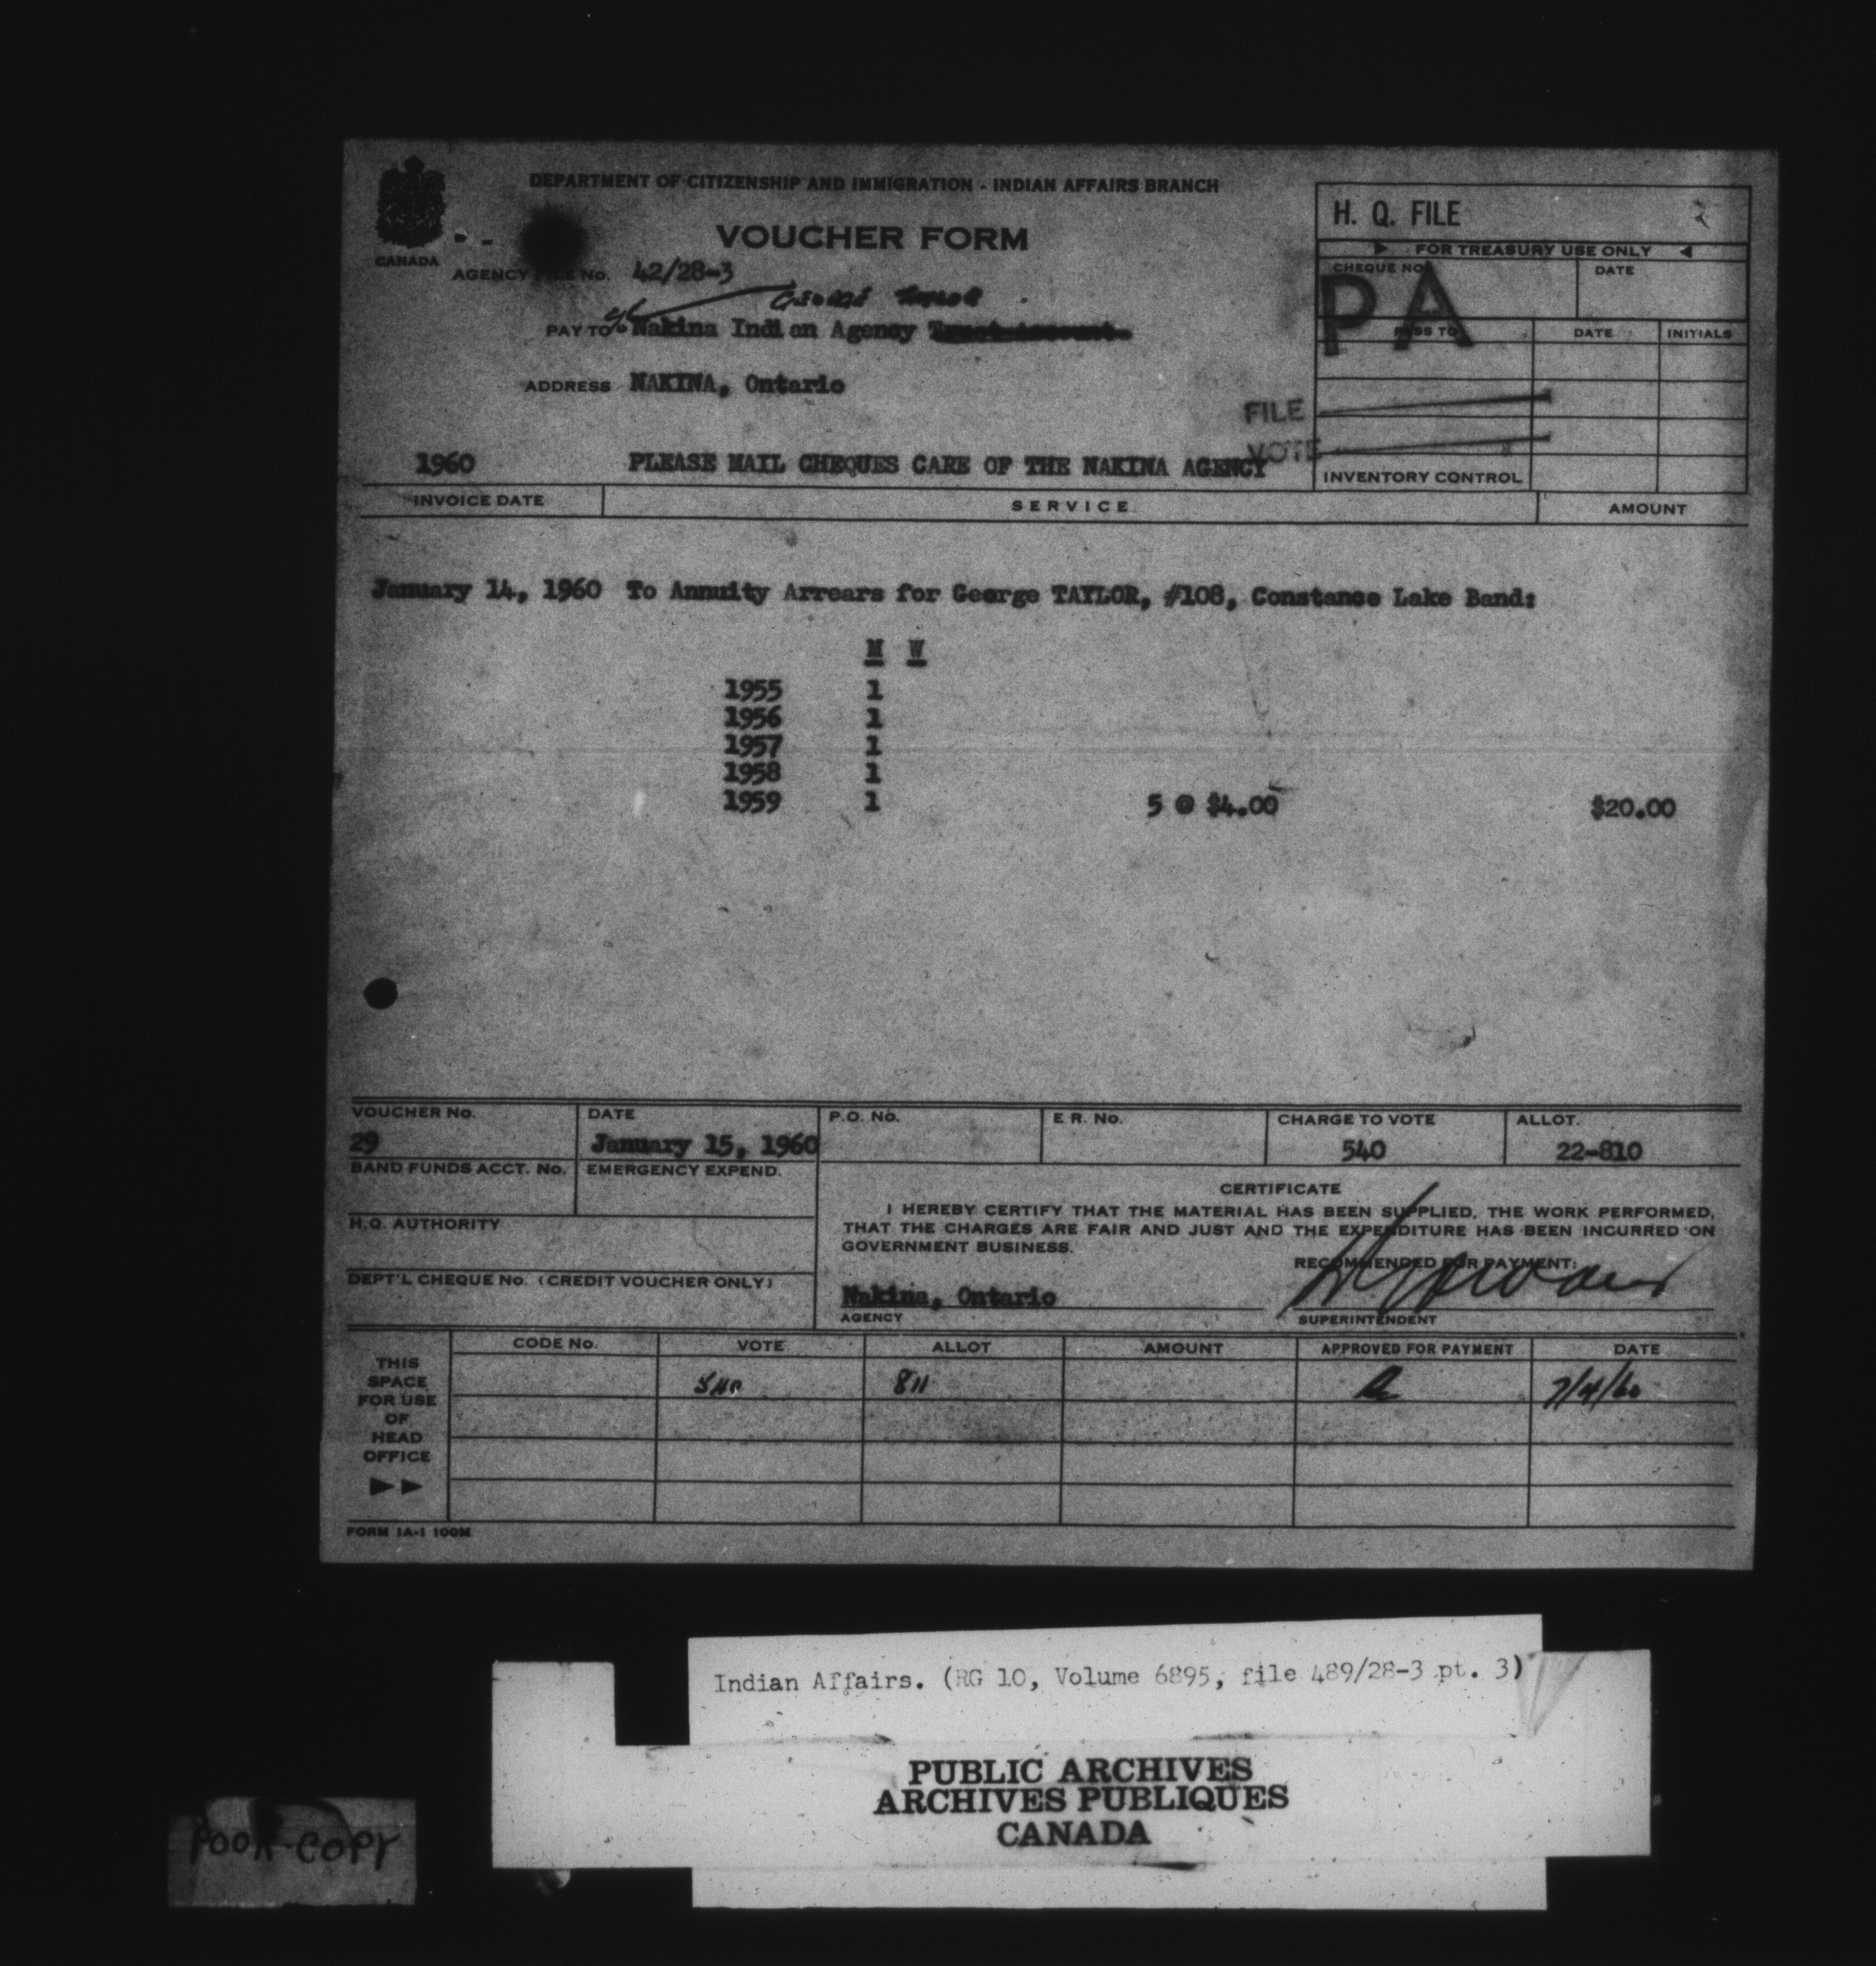 DEPARTMENT OF CITIZENSHIP AND IMMIGRATION - INDIAN AFFAIRS BRANCH
VOUCHER FORM
CANADA
AGENCY FILE No. 42/28-3
George Taylor
PAY TO c/o Nakina Indian Agency
ADDRESS NAKINA, Ontario
H. Q. FILE
FOR TREASURY USE ONLY
CHEQUE NO. DATE
PA
PASS TO DATE INITIALS
FILE
VOTE
INVENTORY CONTROL
1960 PLEASE MAIL CHEQUES CARE OF THE NAKINA AGENCY
INVOICE DATE SERVICE AMOUNT
January 14, 1960 To Annuity Arrears for George TAYLOR, #108, Constance Lake Band:
M W
1955 1
1956 1
1957 1
1958 1
1959 1 5 @ $4.00 $20.00
VOUCHER No. DATE P.O. No. E R. No. CHARGE TO VOTE ALLOT.
29 January 15, 1960 540 22-810
BAND FUNDS ACCT. No. EMERGENCY EXPEND.
H.Q. AUTHORITY
DEPT'L CHEQUE No. (CREDIT VOUCHER ONLY)
CERTIFICATE
I HEREBY CERTIFY THAT THE MATERIAL HAS BEEN SUPPLIED, THE WORK PERFORMED,
THAT THE CHARGES ARE FAIR AND JUST AND THE EXPENDITURE HAS BEEN INCURRED ON
GOVERNMENT BUSINESS.
RECOMMENDED FOR PAYMENT:
Nakina, Ontario
AGENCY SUPERINTENDENT
CODE No. VOTE ALLOT AMOUNT APPROVED FOR PAYMENT DATE
THIS
SPACE
FOR USE
OF
HEAD
OFFICE
540 811 7/4/60
FORM IA-1 100M
Indian Affairs. (RG 10, Volume 6895, file 489/28-3 pt. 3)
PUBLIC ARCHIVES
ARCHIVES PUBLIQUES
CANADA
POOR COPY